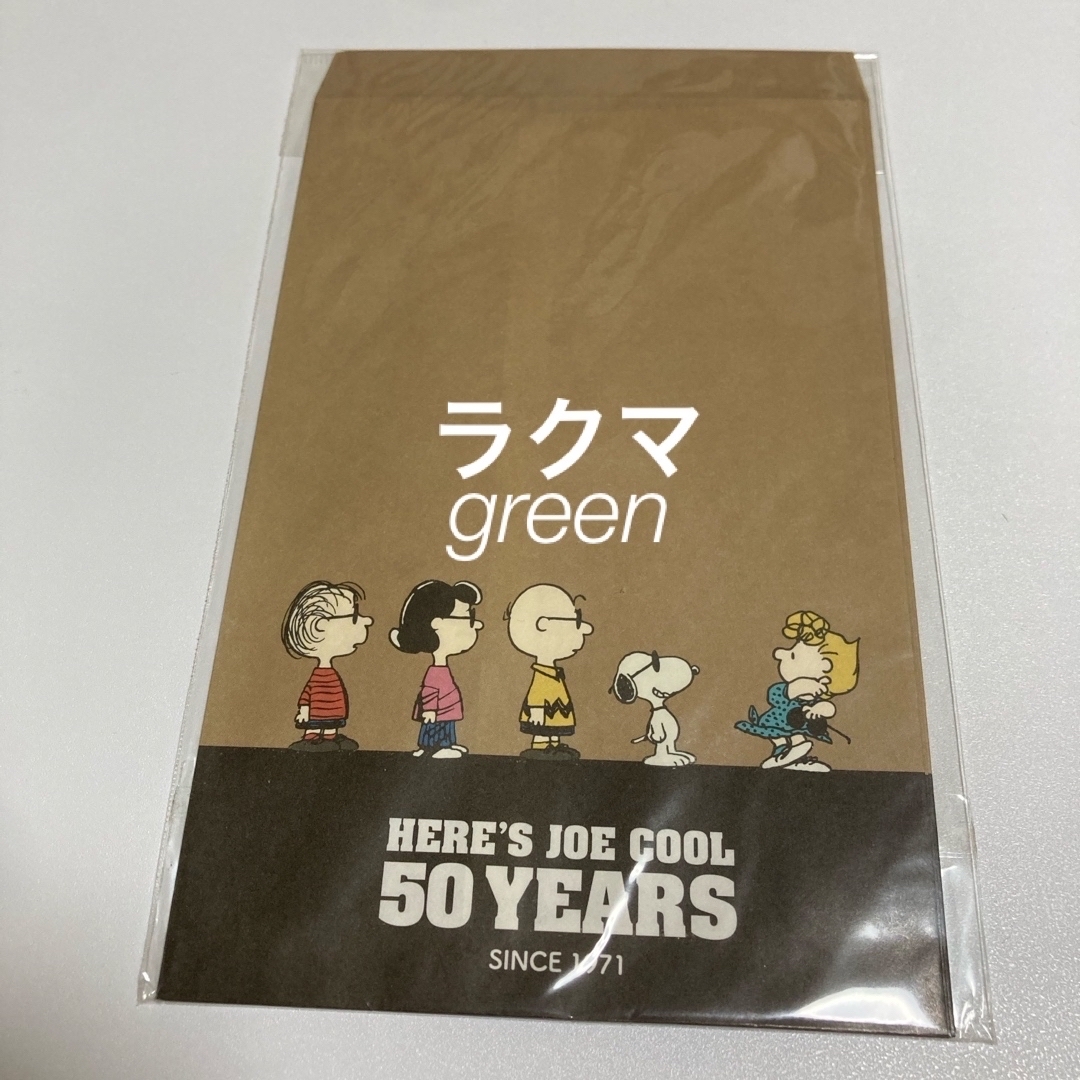 ラクマ
green
HERE'S JOE COOL
50 YEARS
SINCE 1971